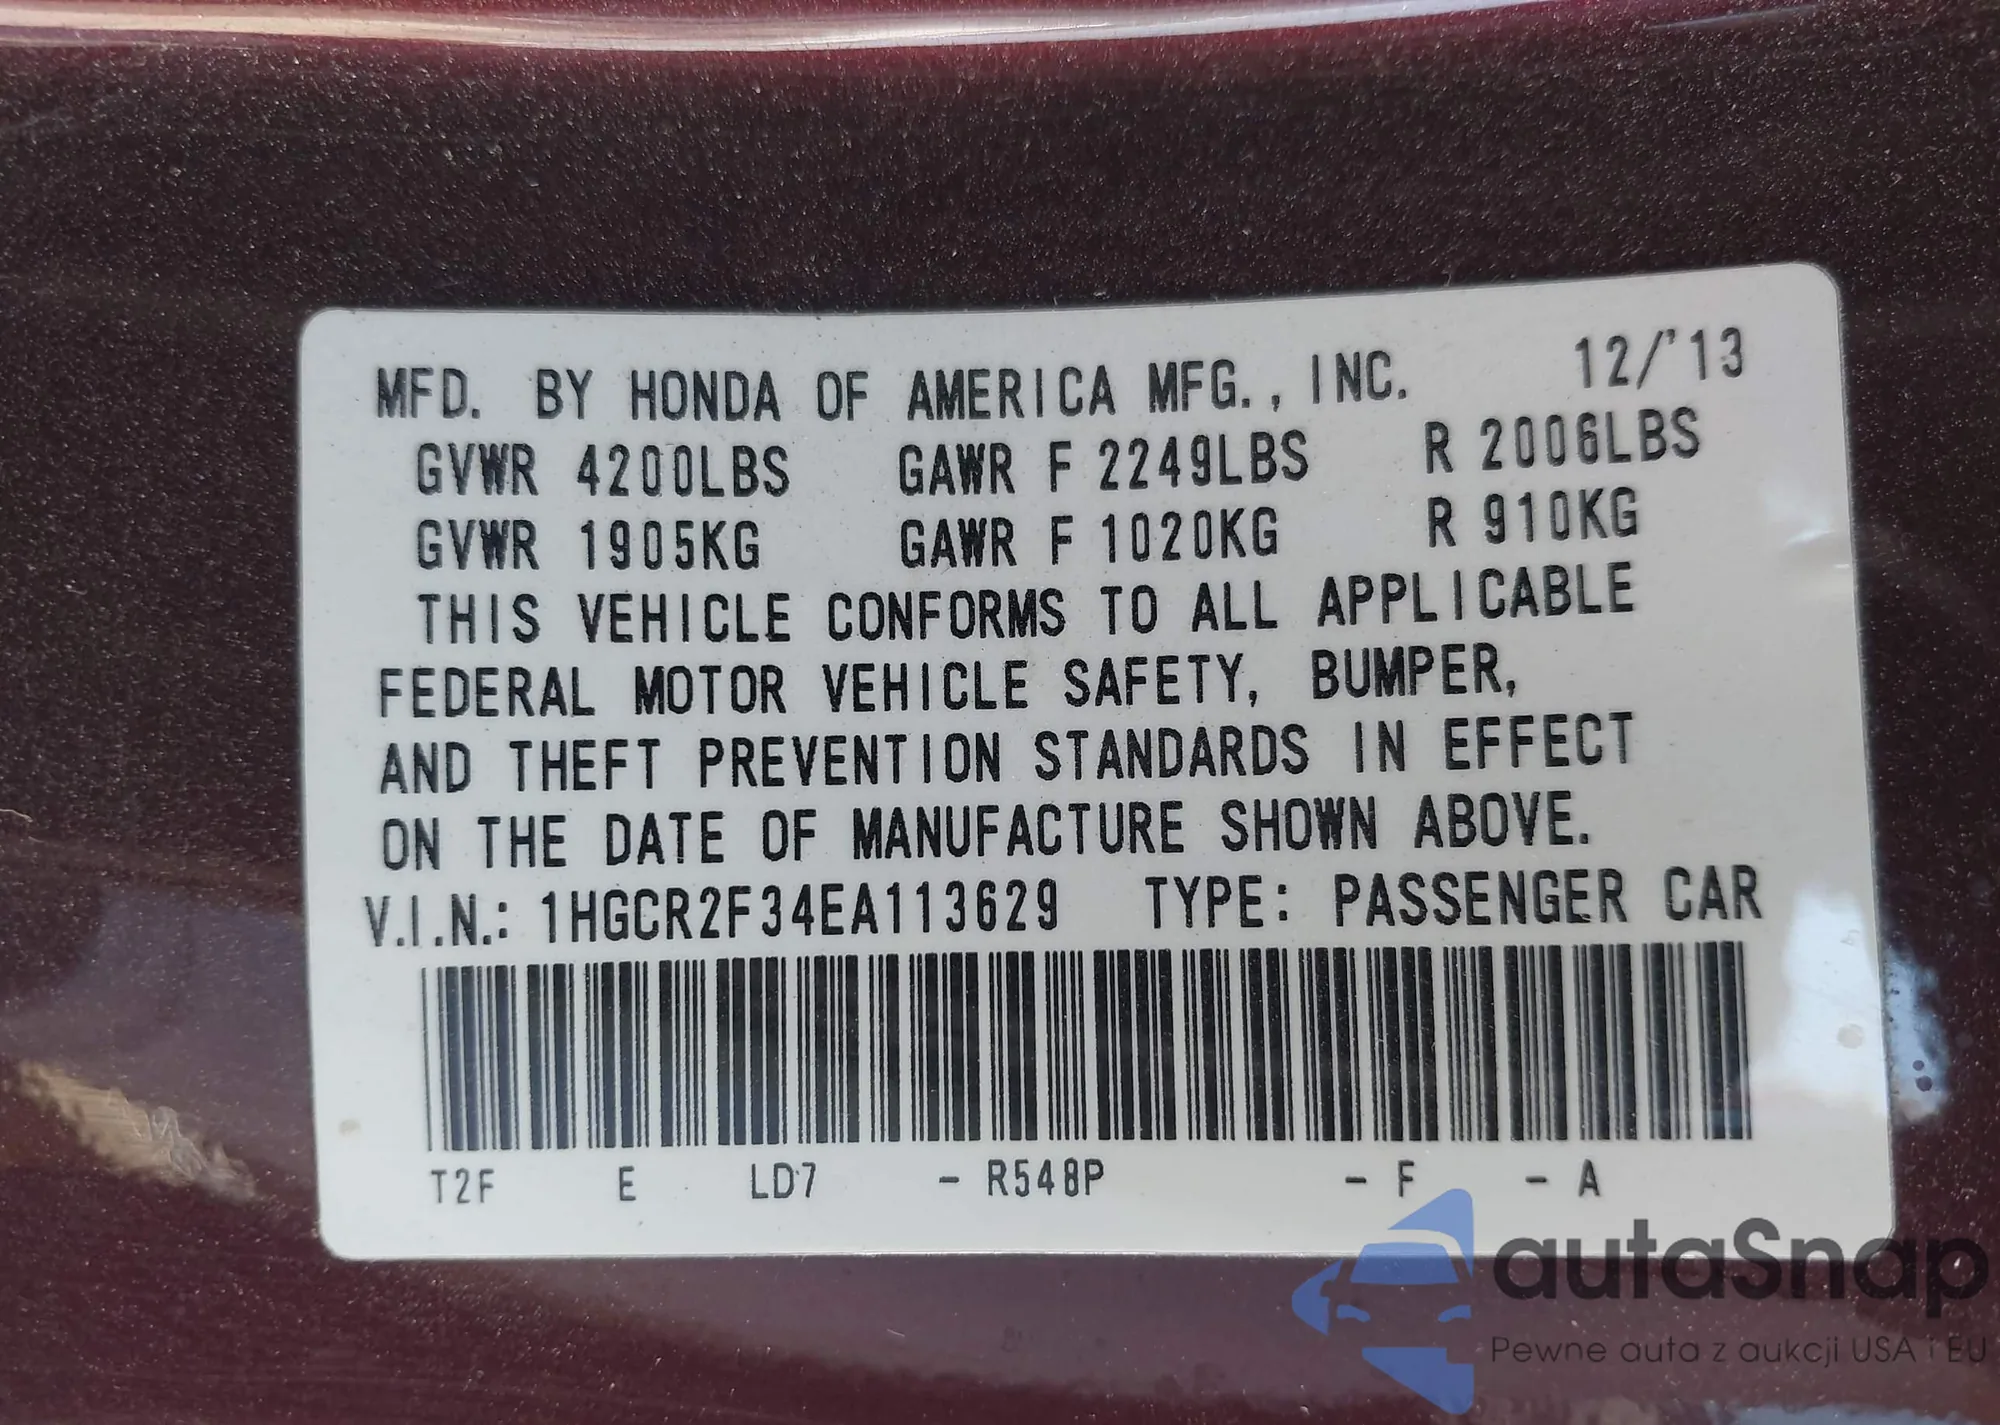 MFD. BY HONDA OF AMERICA MFG., INC. 12/'13
GVWR 4200LBS GAWR F 2249LBS R 2006LBS
GVWR 1905KG GAWR F 1020KG R 910KG
THIS VEHICLE CONFORMS TO ALL APPLICABLE
FEDERAL MOTOR VEHICLE SAFETY, BUMPER,
AND THEFT PREVENTION STANDARDS IN EFFECT
ON THE DATE OF MANUFACTURE SHOWN ABOVE.
V.I.N.: 1HGCR2F34EA113629 TYPE: PASSENGER CAR
T2F E LD7 - R548P - F - A
autaSnap
Pewne auta z aukcji USA i EU